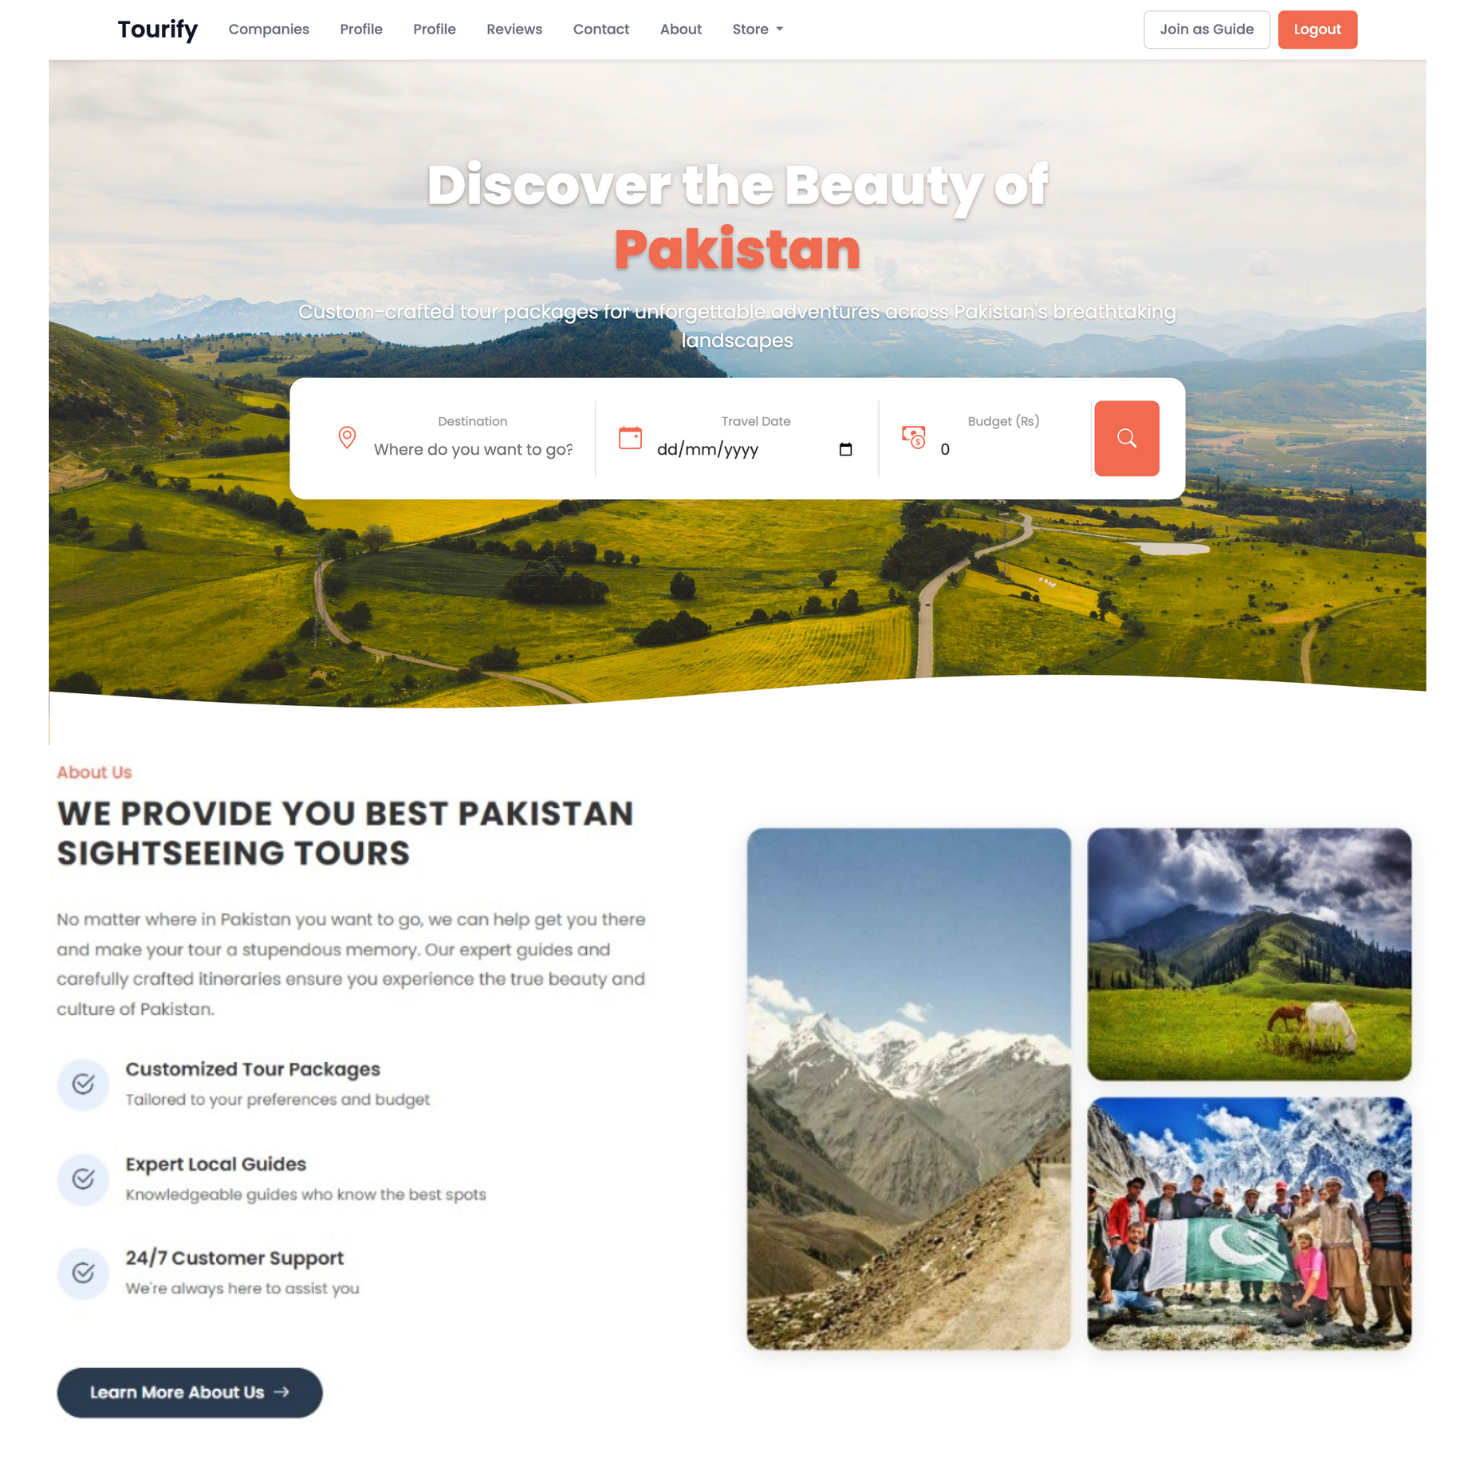 Tourify Companies Profile Profile Reviews Contact About Store Join as Guide Logout
Discover the Beauty of
Pakistan
Custom-crafted tour packages for unforgettable adventures across Pakistan's breathtaking
landscapes
Destination
Where do you want to go?
Travel Date
dd/mm/yyyy
Budget (Rs)
0
About Us
WE PROVIDE YOU BEST PAKISTAN
SIGHTSEEING TOURS
No matter where in Pakistan you want to go, we can help get you there
and make your tour a stupendous memory. Our expert guides and
carefully crafted itineraries ensure you experience the true beauty and
culture of Pakistan.
Customized Tour Packages
Tailored to your preferences and budget
Expert Local Guides
Knowledgeable guides who know the best spots
24/7 Customer Support
We're always here to assist you
Learn More About Us →